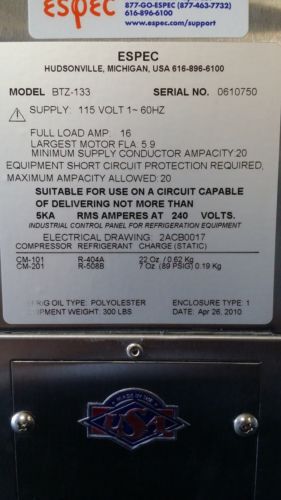 ESPEC
877-GO-ESPEC (877-463-7732)
616-896-6100
www.espec.com/support
ESPEC
HUDSONVILLE, MICHIGAN, USA 616-896-6100
MODEL BTZ-133 SERIAL NO. 0610750
SUPPLY: 115 VOLT 1~ 60HZ
FULL LOAD AMP: 16
LARGEST MOTOR FLA: 5.9
MINIMUM SUPPLY CONDUCTOR AMPACITY:20
EQUIPMENT SHORT CIRCUIT PROTECTION REQUIRED,
MAXIMUM AMPACITY ALLOWED: 20
SUITABLE FOR USE ON A CIRCUIT CAPABLE
OF DELIVERING NOT MORE THAN
5KA RMS AMPERES AT 240 VOLTS.
INDUSTRIAL CONTROL PANEL FOR REFRIGERATION EQUIPMENT
ELECTRICAL DRAWING: 2ACB0017
COMPRESSOR REFRIGERANT CHARGE (STATIC)
CM-101 R-404A 22 Oz / 0.62 Kg
CM-201 R-508B 7 Oz (89 PSIG) 0.19 Kg
OIL TYPE: POLYOLESTER ENCLOSURE TYPE: 1
WEIGHT: 300 LBS DATE: Apr 26, 2010
MADE IN THE
USA